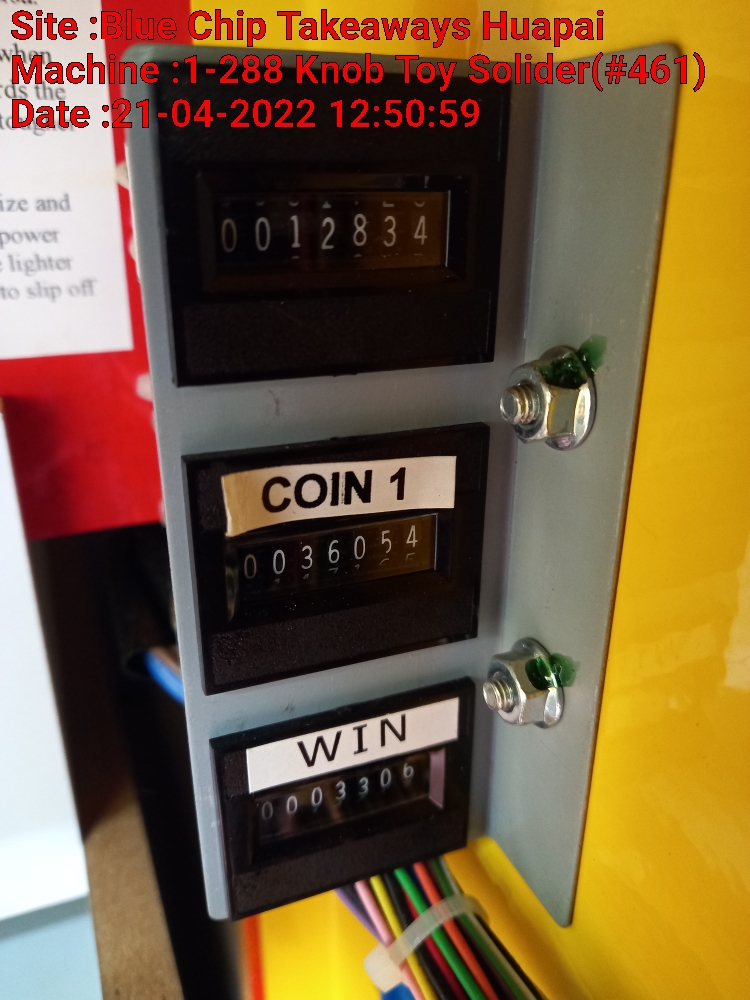 Site :Blue Chip Takeaways Huapai
Machine :1-288 Knob Toy Solider(#461)
Date :21-04-2022 12:50:59
when
rds the
ize and
power
lighter
to slip off
0012834
COIN 1
0036054
WIN
0003306